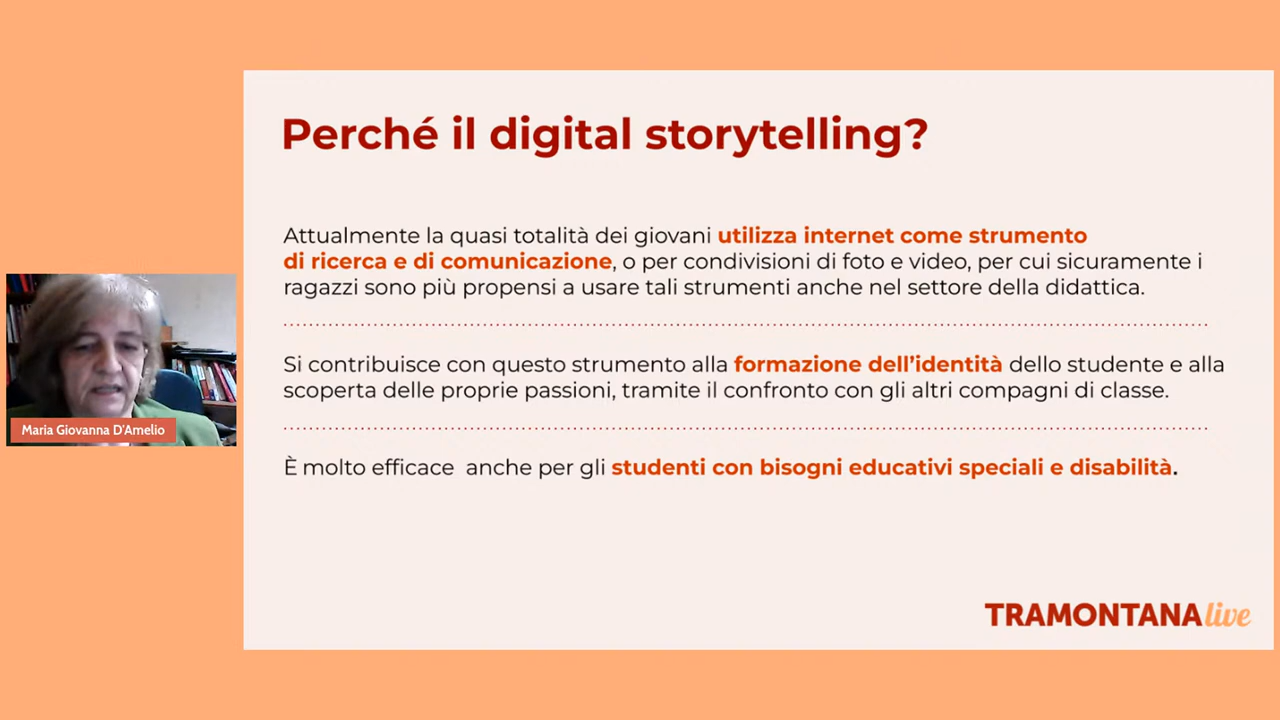 Perché il digital storytelling?
Attualmente la quasi totalità dei giovani utilizza internet come strumento
di ricerca e di comunicazione, o per condivisioni di foto e video, per cui sicuramente i
ragazzi sono più propensi a usare tali strumenti anche nel settore della didattica.
Si contribuisce con questo strumento alla formazione dell'identità dello studente e alla
scoperta delle proprie passioni, tramite il confronto con gli altri compagni di classe.
È molto efficace anche per gli studenti con bisogni educativi speciali e disabilità.
Maria Giovanna D'Amelio
TRAMONTANA live